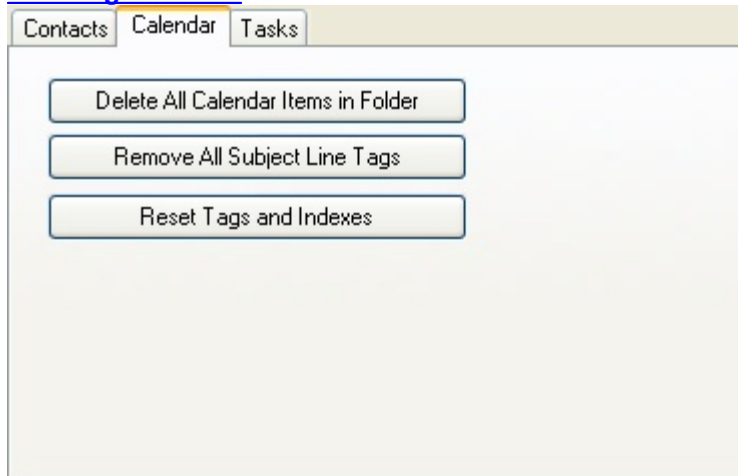 Contacts Calendar Tasks
Delete All Calendar Items in Folder
Remove All Subject Line Tags
Reset Tags and Indexes